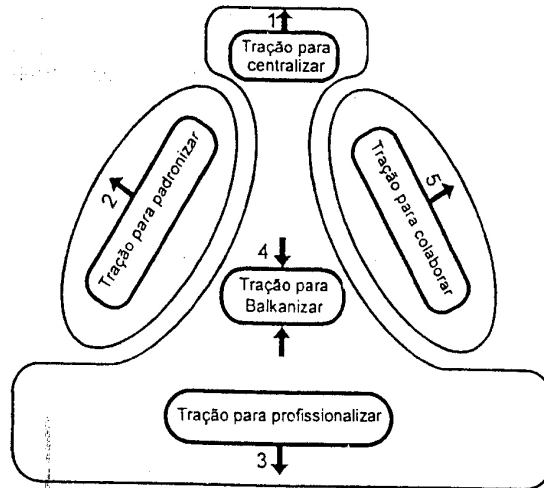 1
Tração para
centralizar
2
Tração para padronizar
5
Tração para colaborar
4
Tração para
Balkanizar
Tração para profissionalizar
3